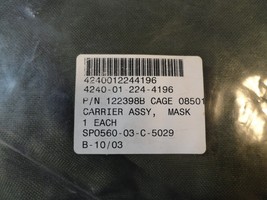 4240012244196
4240-01 224-4196
P/N 122398B CAGE 08501
CARRIER ASSY, MASK
1 EACH
SP0560-03-C-5029
B-10/03